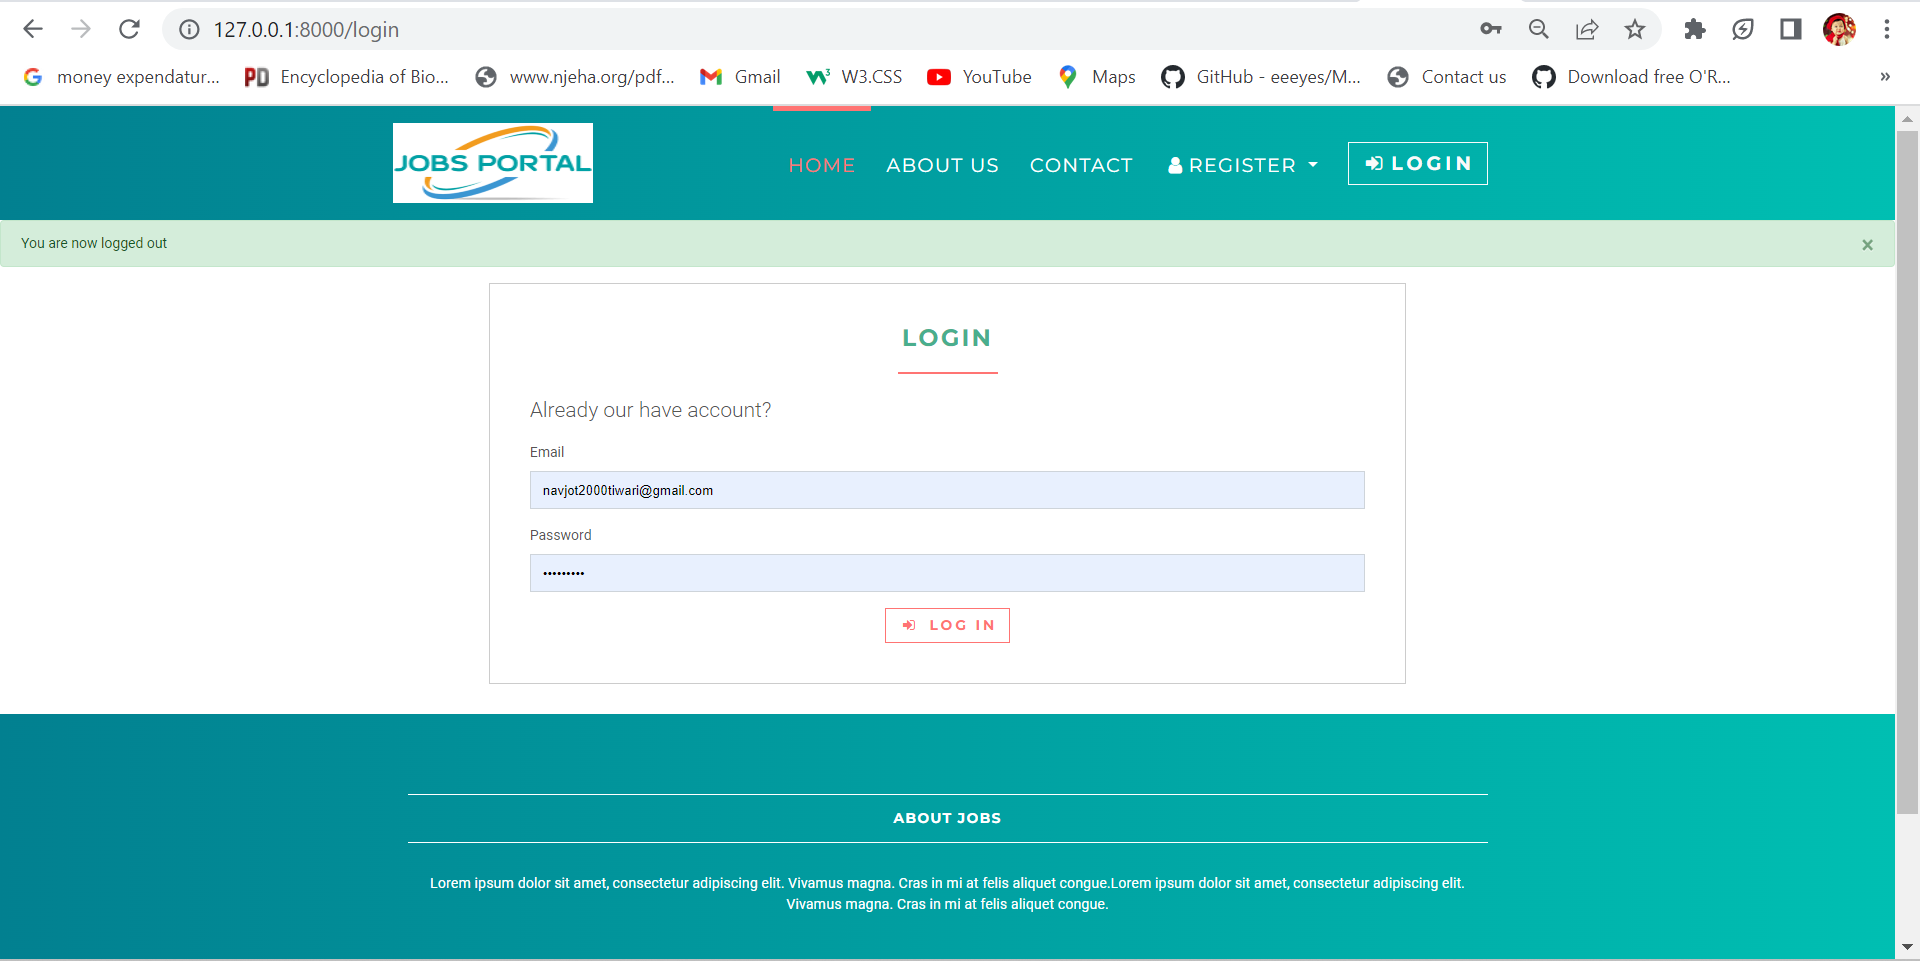 127.0.0.1:8000/login
money expendatur... PD Encyclopedia of Bio... www.njeha.org/pdf... Gmail W3.CSS YouTube Maps GitHub - eeeyes/M... Contact us Download free O'R... »
JOBS PORTAL
HOME ABOUT US CONTACT REGISTER LOGIN
You are now logged out ×
LOGIN
Already our have account?
Email
navjot2000tiwari@gmail.com
Password
•••••••••
LOG IN
ABOUT JOBS
Lorem ipsum dolor sit amet, consectetur adipiscing elit. Vivamus magna. Cras in mi at felis aliquet congue.Lorem ipsum dolor sit amet, consectetur adipiscing elit.
Vivamus magna. Cras in mi at felis aliquet congue.